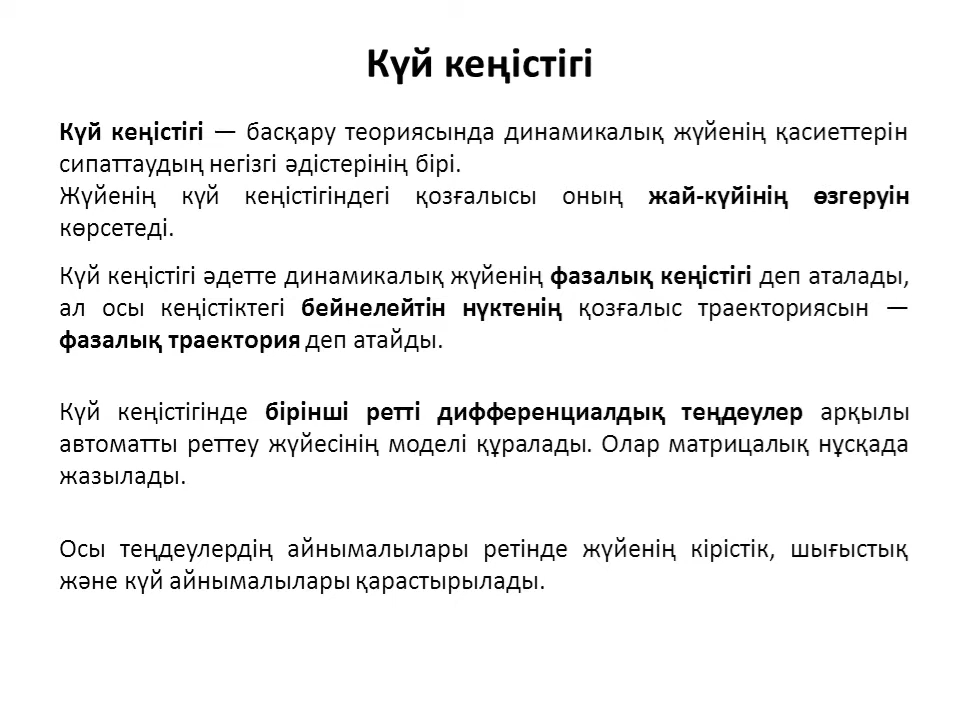 Күй кеңістігі
Күй кеңістігі — басқару теориясында динамикалық жүйенің қасиеттерін
сипаттаудың негізгі әдістерінің бірі.
Жүйенің күй кеңістігіндегі қозғалысы оның жай-күйінің өзгеруін
көрсетеді.
Күй кеңістігі әдетте динамикалық жүйенің фазалық кеңістігі деп аталады,
ал осы кеңістіктегі бейнелейтін нүктенің қозғалыс траекториясын —
фазалық траектория деп атайды.
Күй кеңістігінде бірінші ретті дифференциалдық теңдеулер арқылы
автоматты реттеу жүйесінің моделі құралады. Олар матрицалық нұсқада
жазылады.
Осы теңдеулердің айнымалылары ретінде жүйенің кірістік, шығыстық
және күй айнымалылары қарастырылады.